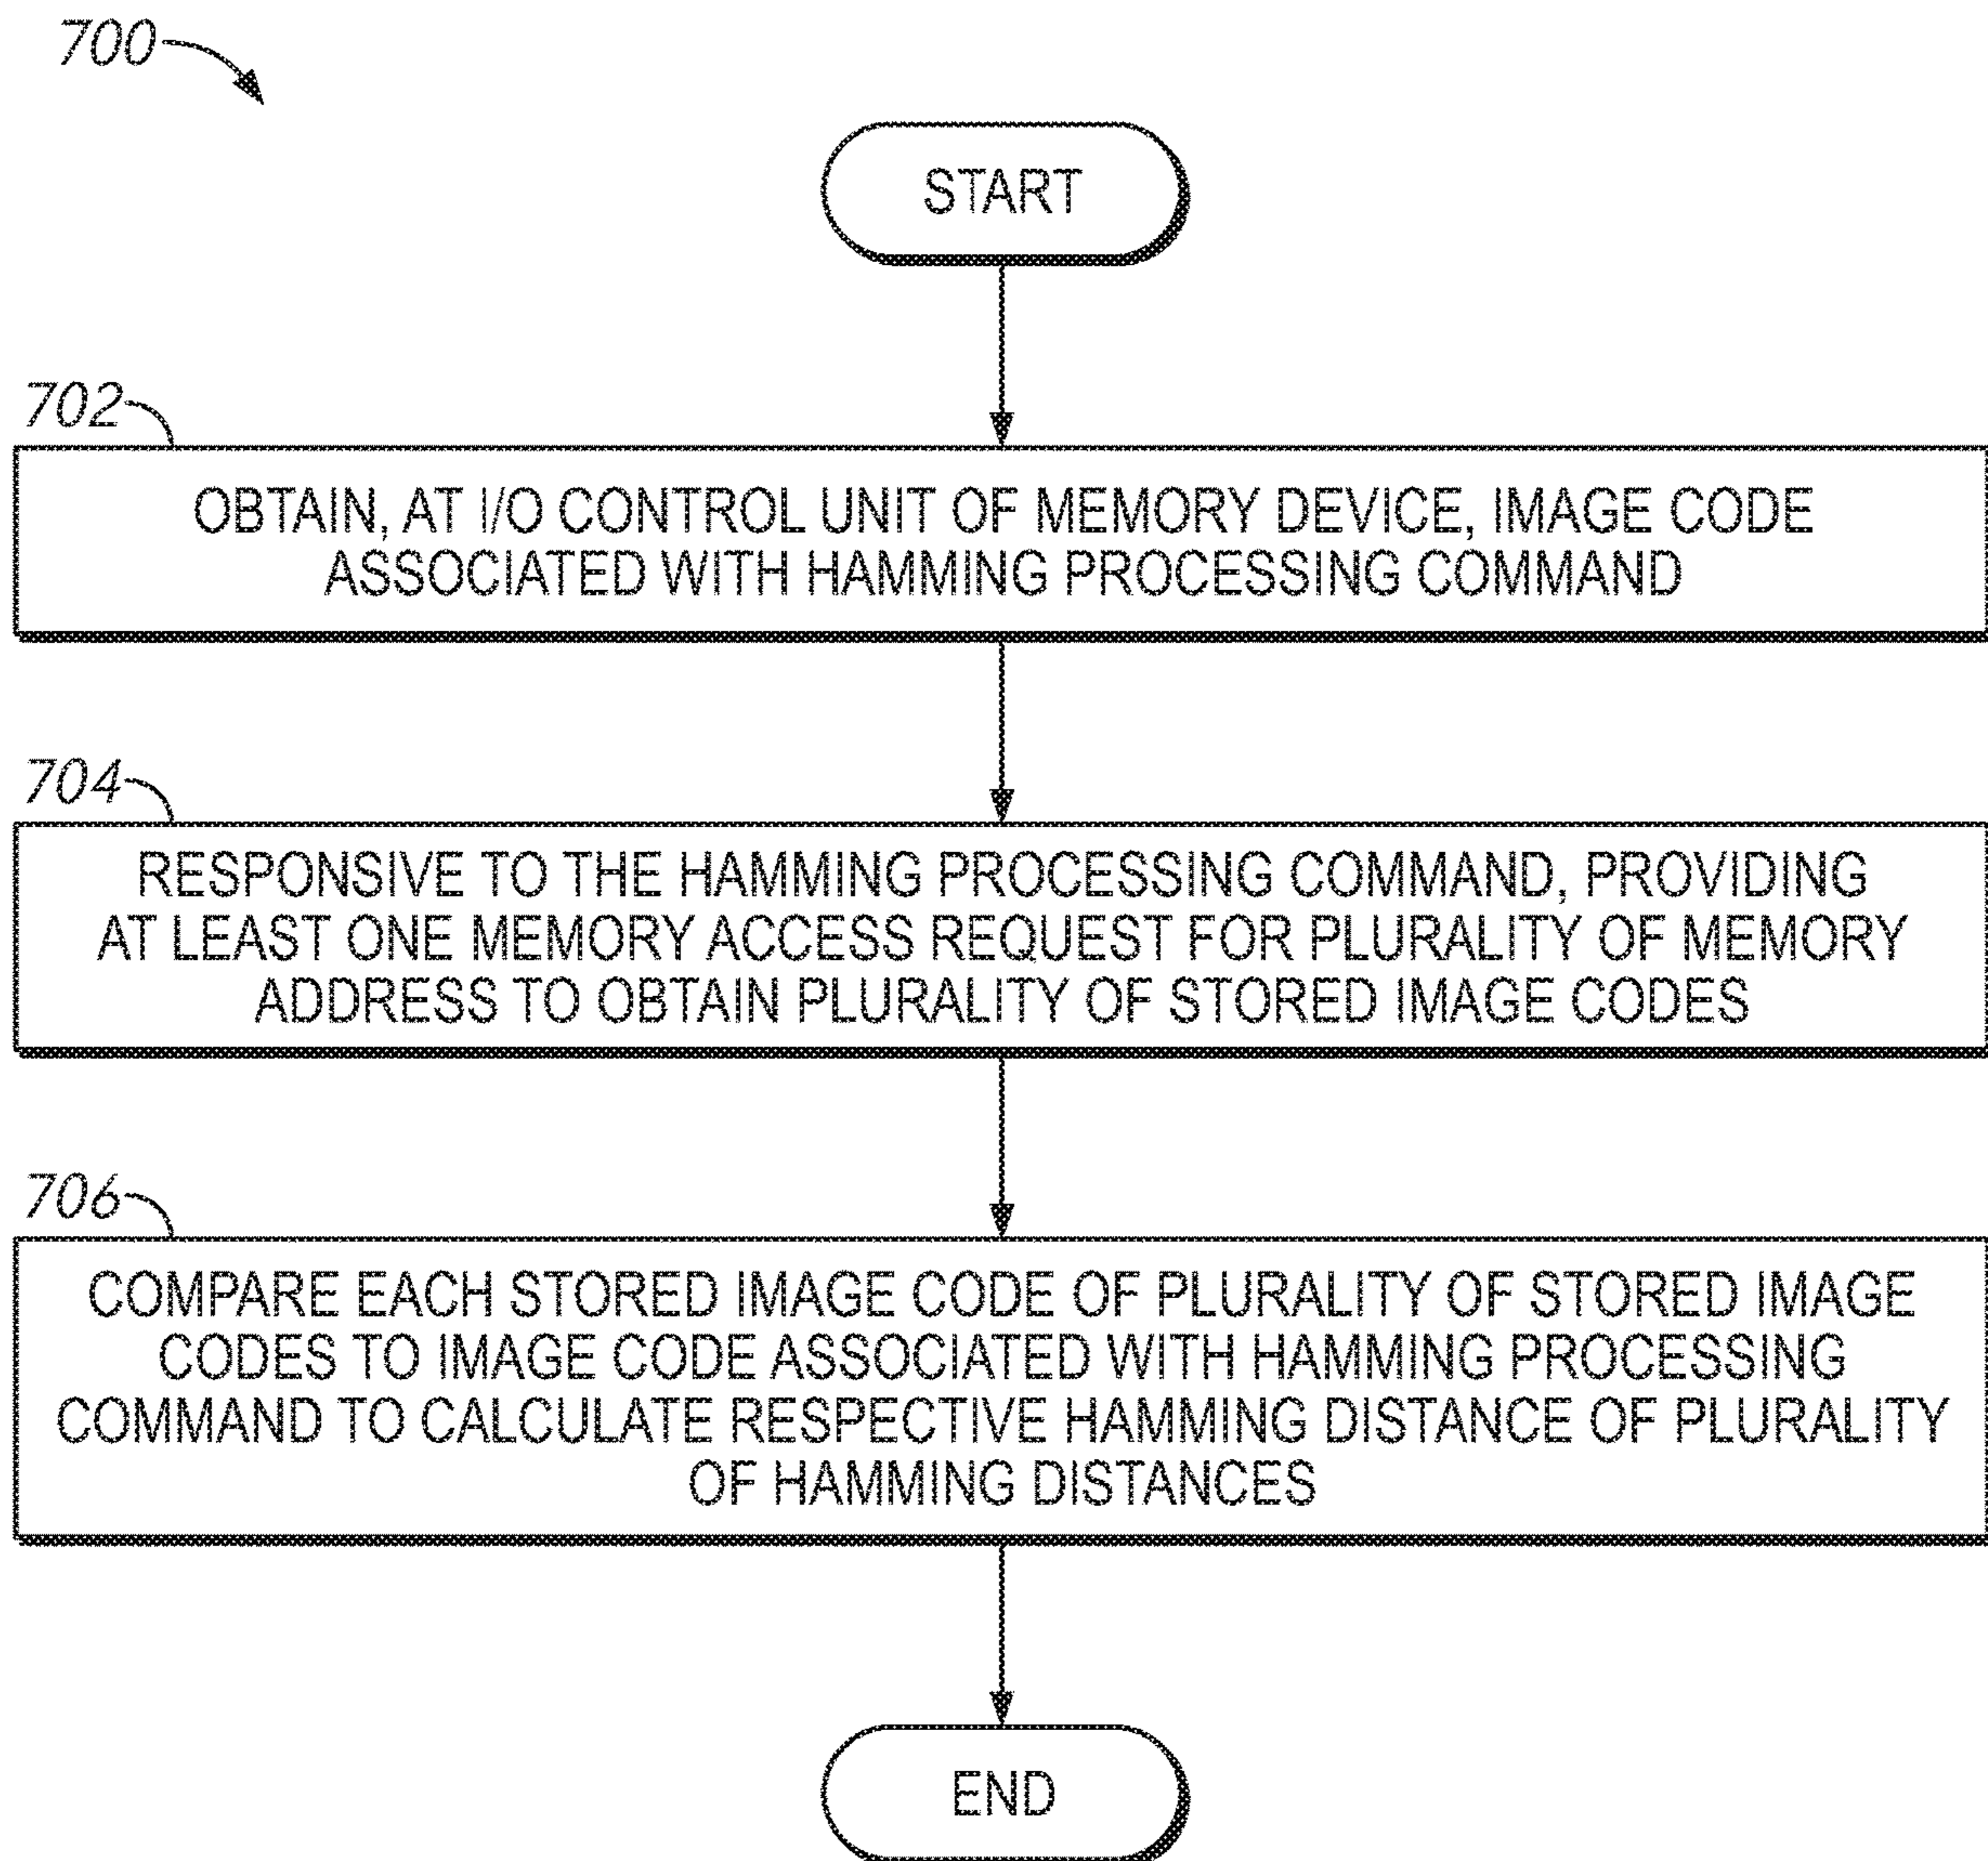 700
START
702
OBTAIN, AT I/O CONTROL UNIT OF MEMORY DEVICE, IMAGE CODE
ASSOCIATED WITH HAMMING PROCESSING COMMAND
704
RESPONSIVE TO THE HAMMING PROCESSING COMMAND, PROVIDING
AT LEAST ONE MEMORY ACCESS REQUEST FOR PLURALITY OF MEMORY
ADDRESS TO OBTAIN PLURALITY OF STORED IMAGE CODES
706
COMPARE EACH STORED IMAGE CODE OF PLURALITY OF STORED IMAGE
CODES TO IMAGE CODE ASSOCIATED WITH HAMMING PROCESSING
COMMAND TO CALCULATE RESPECTIVE HAMMING DISTANCE OF PLURALITY
OF HAMMING DISTANCES
END